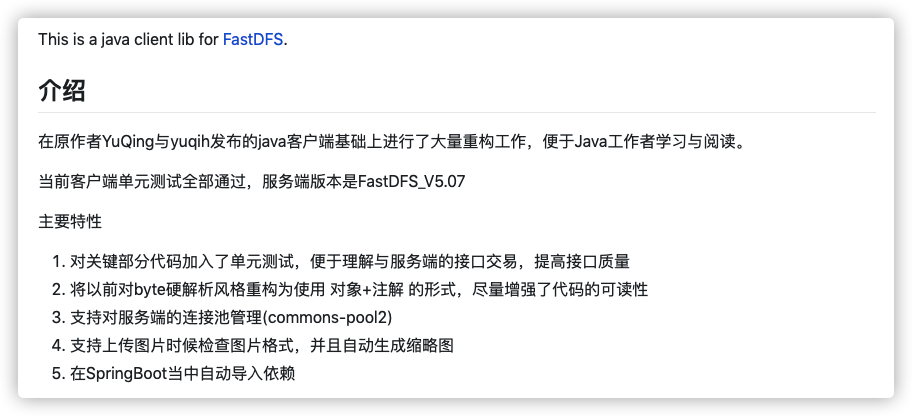 This is a java client lib for FastDFS.
介绍
在原作者YuQing与yuqih发布的java客户端基础上进行了大量重构工作，便于Java工作者学习与阅读。
当前客户端单元测试全部通过，服务端版本是FastDFS_V5.07
主要特性
1. 对关键部分代码加入了单元测试，便于理解与服务端的接口交易，提高接口质量
2. 将以前对byte硬解析风格重构为使用 对象+注解 的形式，尽量增强了代码的可读性
3. 支持对服务端的连接池管理(commons-pool2)
4. 支持上传图片时候检查图片格式，并且自动生成缩略图
5. 在SpringBoot当中自动导入依赖